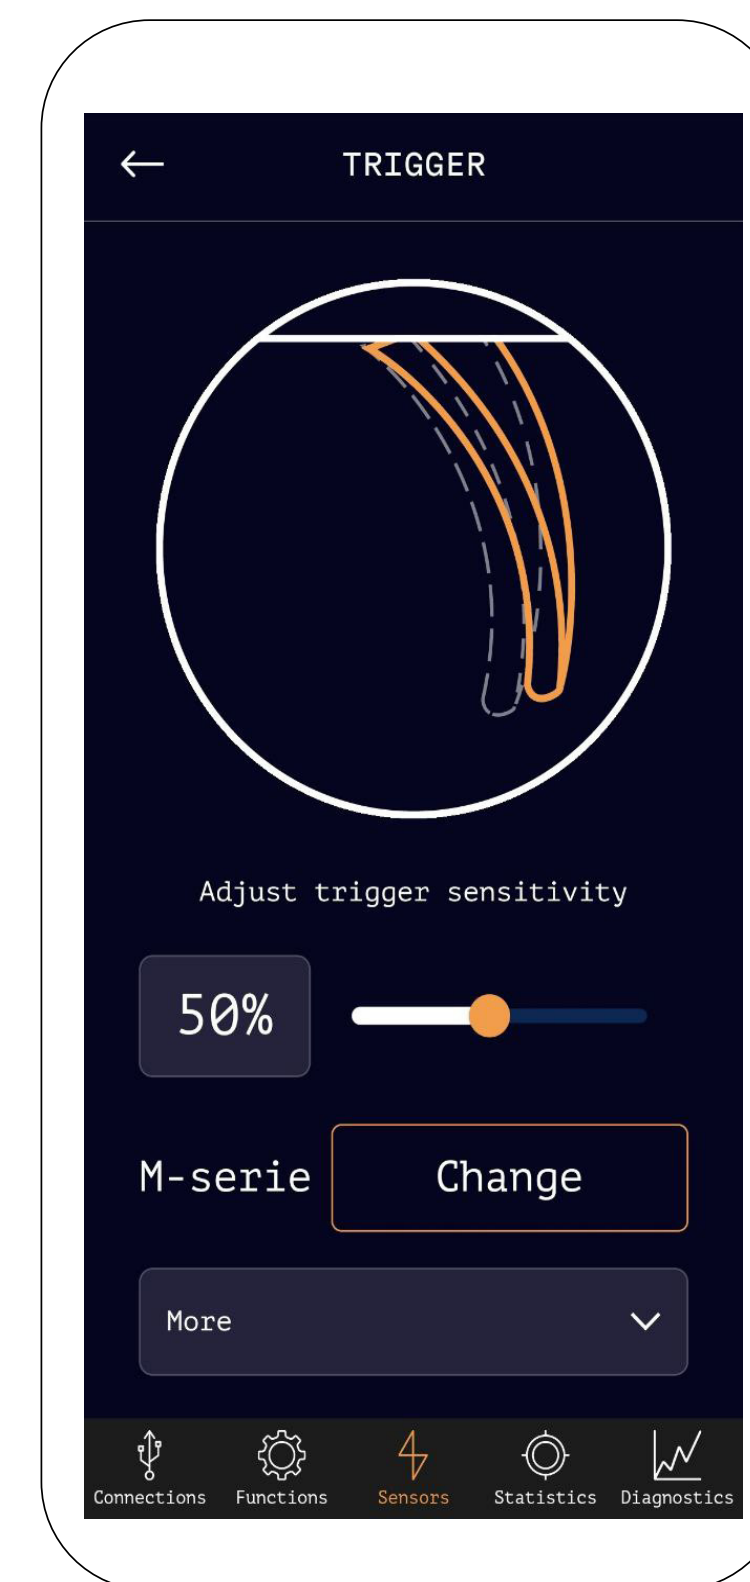 TRIGGER
Adjust trigger sensitivity
50%
M-serie Change
More
Connections Functions Sensors Statistics Diagnostics